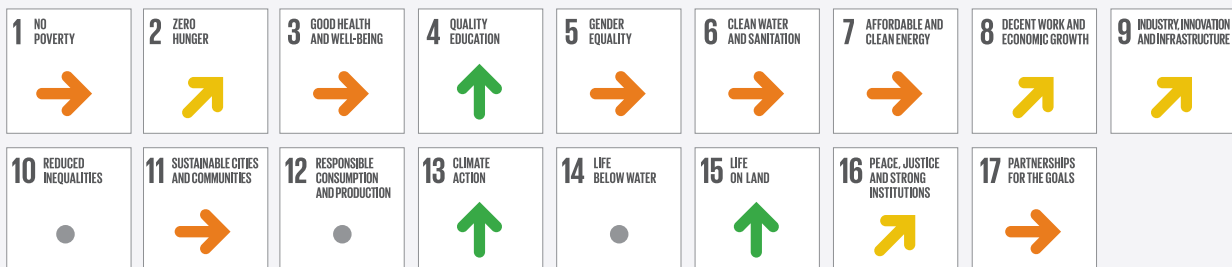 1 NO
POVERTY
2 ZERO
HUNGER
3 GOOD HEALTH
AND WELL-BEING
4 QUALITY
EDUCATION
5 GENDER
EQUALITY
6 CLEAN WATER
AND SANITATION
7 AFFORDABLE AND
CLEAN ENERGY
8 DECENT WORK AND
ECONOMIC GROWTH
9 INDUSTRY, INNOVATION
AND INFRASTRUCTURE
10 REDUCED
INEQUALITIES
11 SUSTAINABLE CITIES
AND COMMUNITIES
12 RESPONSIBLE
CONSUMPTION
AND PRODUCTION
13 CLIMATE
ACTION
14 LIFE
BELOW WATER
15 LIFE
ON LAND
16 PEACE, JUSTICE
AND STRONG
INSTITUTIONS
17 PARTNERSHIPS
FOR THE GOALS